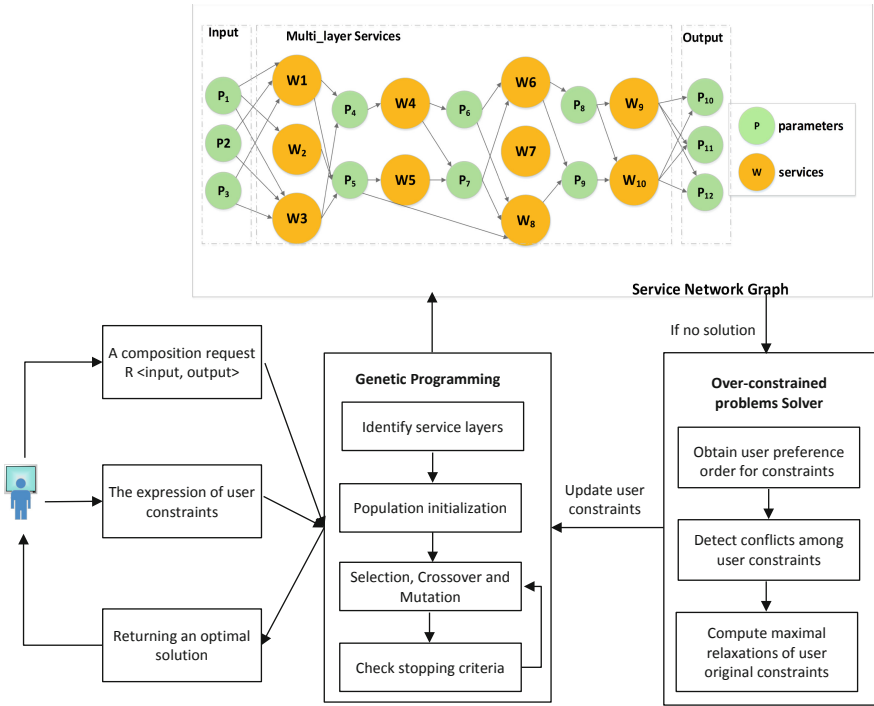 Input
Multi_layer Services
Output
P1
P2
P3
W1
W2
W3
P4
P5
W4
W5
P6
P7
W6
W7
W8
P8
P9
W9
W10
P10
P11
P12
P parameters
W services
Service Network Graph
If no solution
A composition request
R <input, output>
The expression of user
constraints
Returning an optimal
solution
Genetic Programming
Identify service layers
Population initialization
Selection, Crossover and
Mutation
Check stopping criteria
Update user
constraints
Over-constrained
problems Solver
Obtain user preference
order for constraints
Detect conflicts among
user constraints
Compute maximal
relaxations of user
original constraints